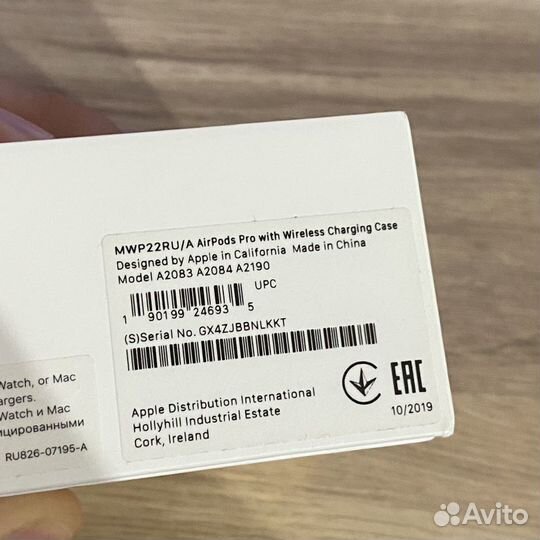 MWP22RU/A AirPods Pro with Wireless Charging Case
Designed by Apple in California Made in China
Model A2083 A2084 A2190
UPC
1 90199 24693 5
(S)Serial No. GX4ZJBBNLKKT
Apple Distribution International
Hollyhill Industrial Estate
Cork, Ireland
EAC
10/2019
Watch, or Mac
argers.
Watch и Mac
ицированными
RU826-07195-A
Avito